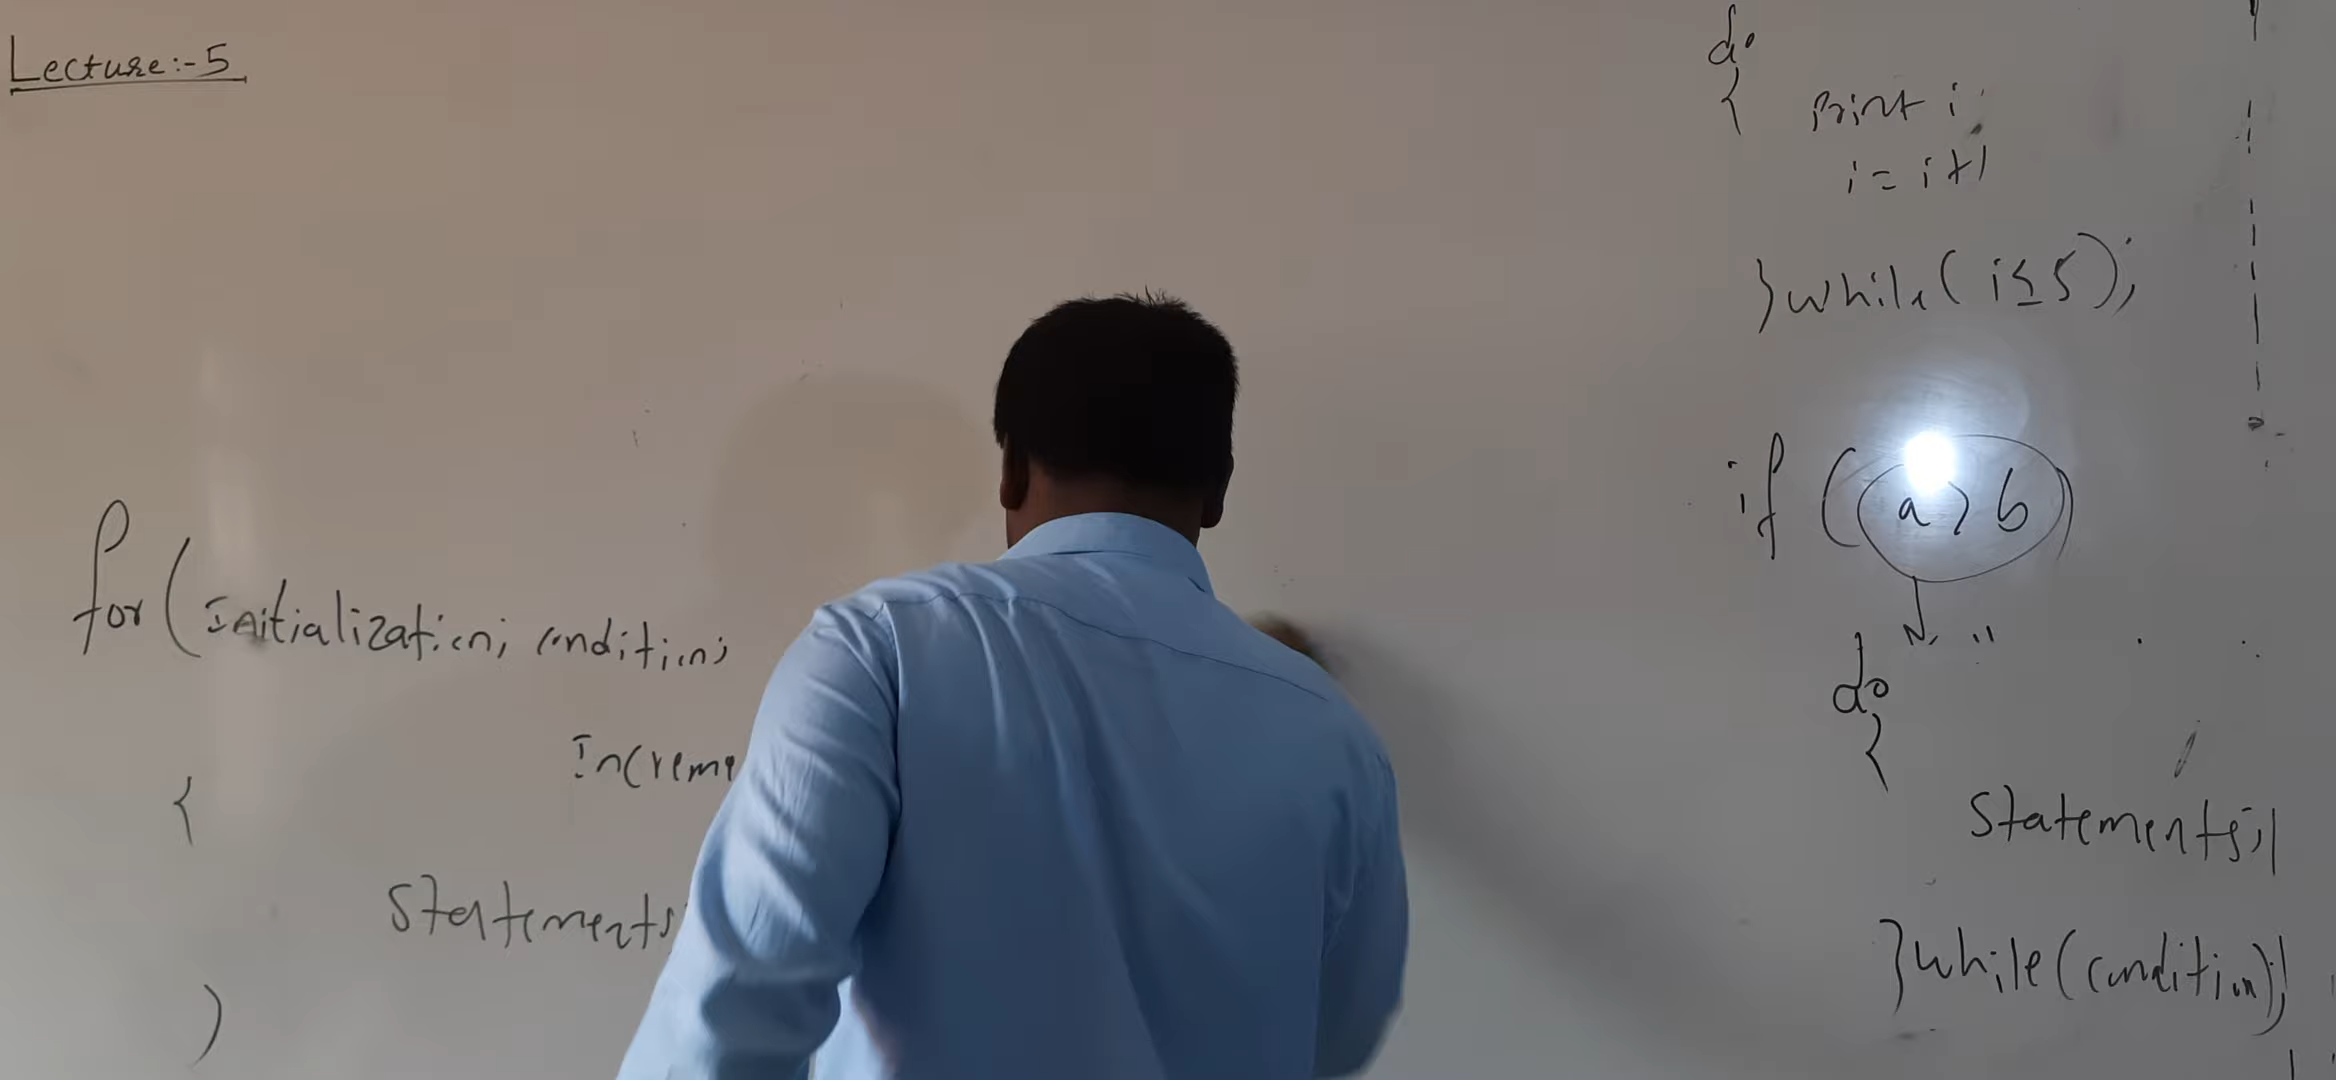 Lecture:- 5
for (Initialization; condition;
Increme
{
Statements
}
do
{
Print i;
i = i+1
}while( i≤5);
if (a>b)
do
{
Statements;
}while(condition);